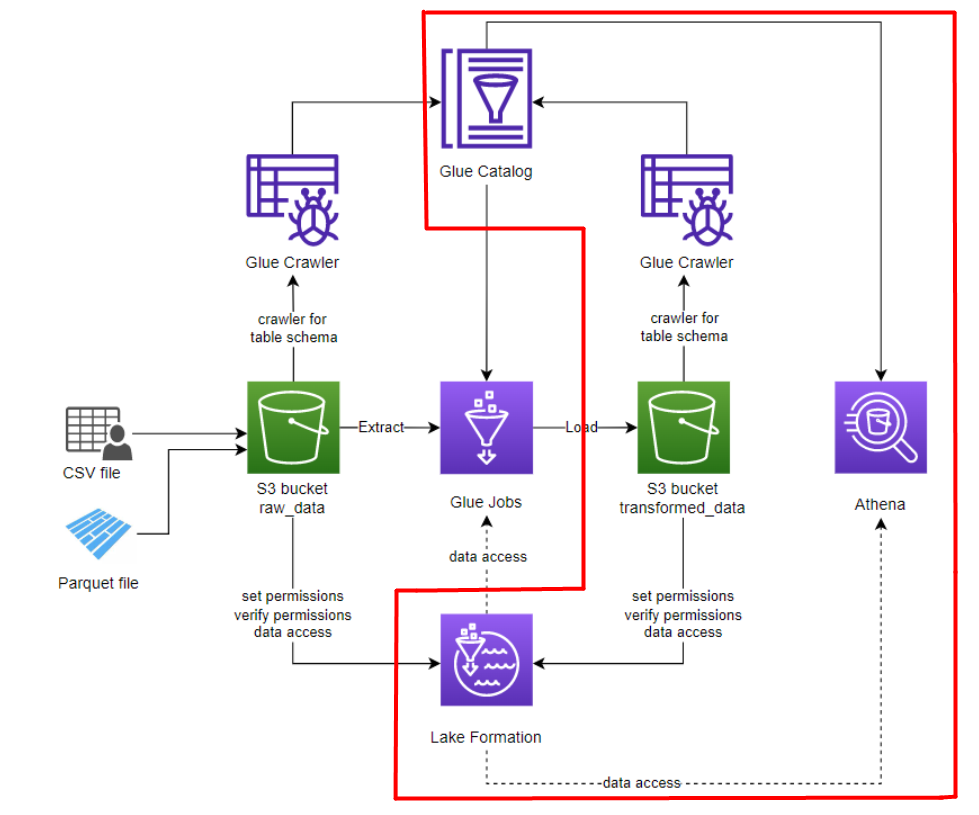 Glue Catalog
Glue Crawler
Glue Crawler
crawler for
table schema
crawler for
table schema
CSV file
Extract
Load
S3 bucket
raw_data
Glue Jobs
S3 bucket
transformed_data
Athena
Parquet file
data access
set permissions
verify permissions
data access
set permissions
verify permissions
data access
Lake Formation
data access